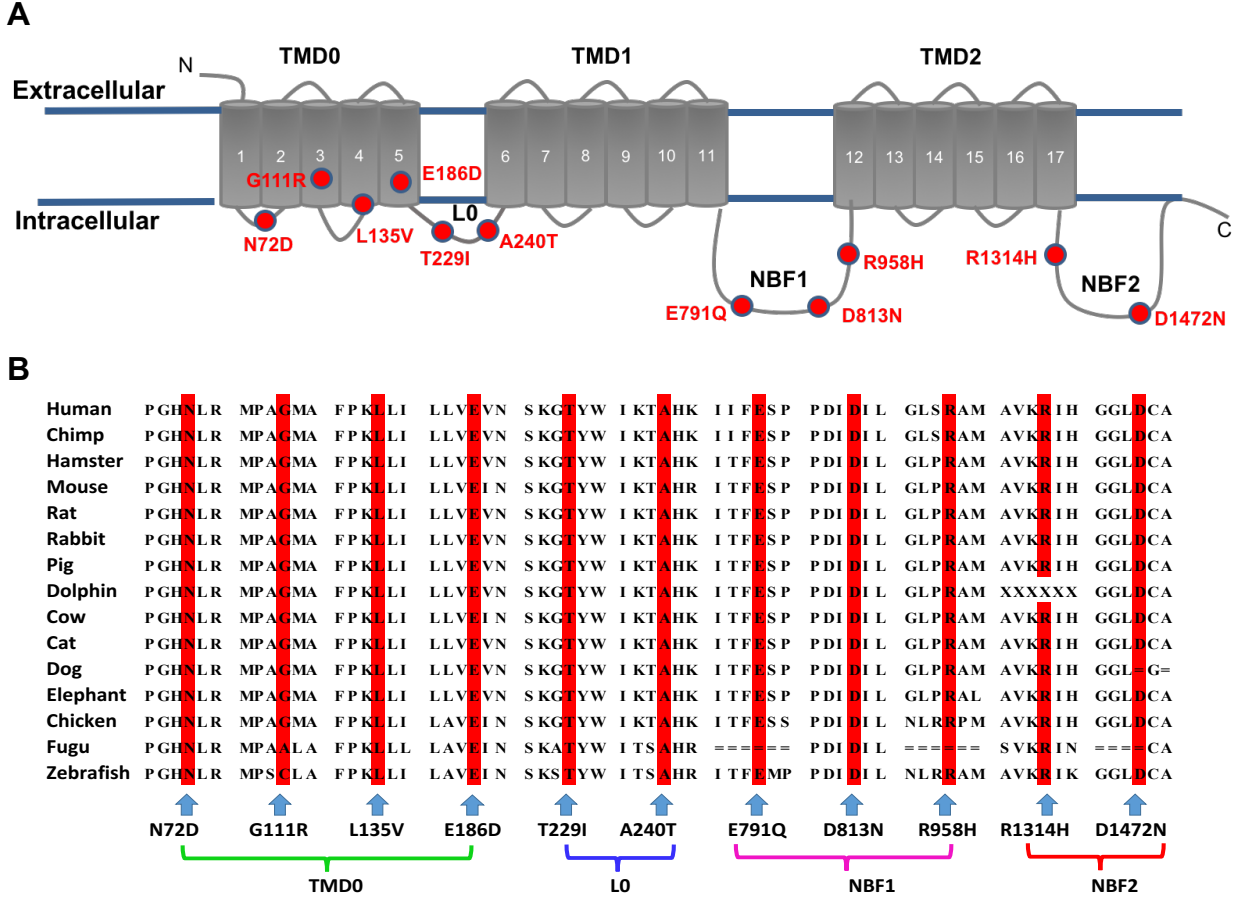 A
N
TMD0
TMD1
TMD2
Extracellular
1 2 3 4 5 6 7 8 9 10 11 12 13 14 15 16 17
G111R
E186D
Intracellular
L0
N72D
L135V
T229I
A240T
R958H
R1314H
C
NBF1
NBF2
E791Q
D813N
D1472N
B
Human PGHNLR MPAGMA FPKLLI LLVEVN SKGTYW IKTAHK IIFESP PDIDIL GLSRAM AVKRIH GGLDCA
Chimp PGHNLR MPAGMA FPKLLI LLVEVN SKGTYW IKTAHK IIFESP PDIDIL GLSRAM AVKRIH GGLDCA
Hamster PGHNLR MPAGMA FPKLLI LLVEVN SKGTYW IKTAHK ITFESP PDIDIL GLPRAM AVKRIH GGLDCA
Mouse PGHNLR MPAGMA FPKLLI LLVEIN SKGTYW IKTAHR ITFESP PDIDIL GLPRAM AVKRIH GGLDCA
Rat PGHNLR MPAGMA FPKLLI LLVEVN SKGTYW IKTAHK ITFESP PDIDIL GLPRAM AVKRIH GGLDCA
Rabbit PGHNLR MPAGMA FPKLLI LLVEVN SKGTYW IKTAHK ITFESP PDIDIL GLPRAM AVKRIH GGLDCA
Pig PGHNLR MPAGMA FPKLLI LLVEVN SKGTYW IKTAHK ITFESP PDIDIL GLPRAM AVKRIH GGLDCA
Dolphin PGHNLR MPAGMA FPKLLI LLVEVN SKGTYW IKTAHK ITFESP PDIDIL GLPRAM XXXXXX GGLDCA
Cow PGHNLR MPAGMA FPKLLI LLVEVN SKGTYW IKTAHK ITFESP PDIDIL GLPRAM AVKRIH GGLDCA
Cat PGHNLR MPAGMA FPKLLI LLVEVN SKGTYW IKTAHK ITFESP PDIDIL GLPRAM AVKRIH GGLDCA
Dog PGHNLR MPAGMA FPKLLI LLVEVN SKGTYW IKTAHK ITFESP PDIDIL GLPRAM AVKRIH GGL=G=
Elephant PGHNLR MPAGMA FPKLLI LLVEVN SKGTYW IKTAHK ITFESP PDIDIL GLPRAL AVKRIH GGLDCA
Chicken PGHNLR MPAGMA FPKLLI LAVEIN SKGTYW IKTAHK ITFESS PDIDIL NLRRPM AVKRIH GGLDCA
Fugu PGHNLR MPAALA FPKLLL LAVEIN SKATYW ITSAHR ====== PDIDIL ====== SVKRIN ====CA
Zebrafish PGHNLR MPSCLA FPKLLI LAVEIN SKSTYW ITSAHR ITFEMP PDIDIL NLRRAM AVKRIK GGLDCA
N72D G111R L135V E186D T229I A240T E791Q D813N R958H R1314H D1472N
TMD0 L0 NBF1 NBF2